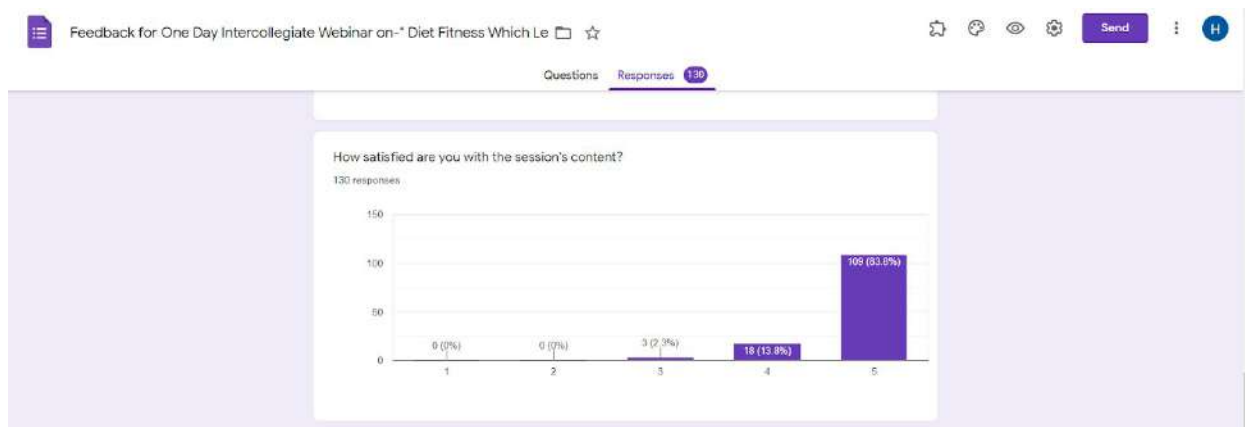 Feedback for One Day Intercollegiate Webinar on-" Diet Fitness Which Le
Send
H
Questions Responses 130
How satisfied are you with the session's content?
130 responses
150
100
50
0
0 (0%) 0 (0%) 3 (2.3%) 18 (13.8%) 109 (83.8%)
1 2 3 4 5